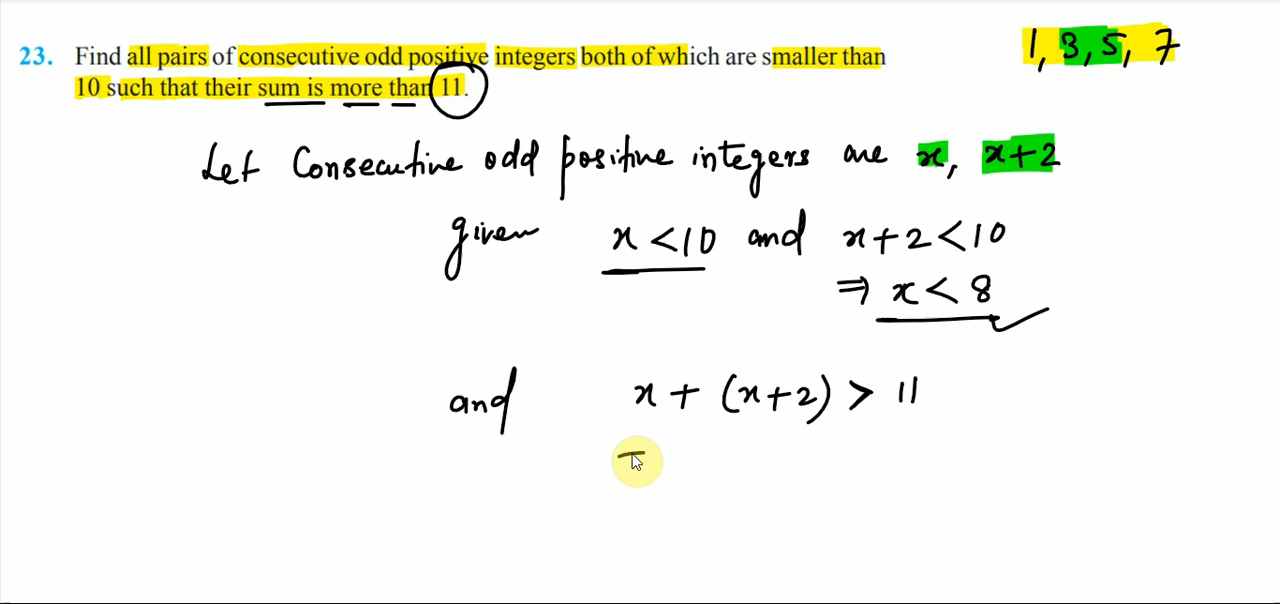 1, 3, 5, 7
23. Find all pairs of consecutive odd positive integers both of which are smaller than
10 such that their sum is more than 11.
Let Consecutive odd positive integers are x, x+2
given x < 10 and x+2 < 10
⇒ x < 8
and x + (x+2) > 11